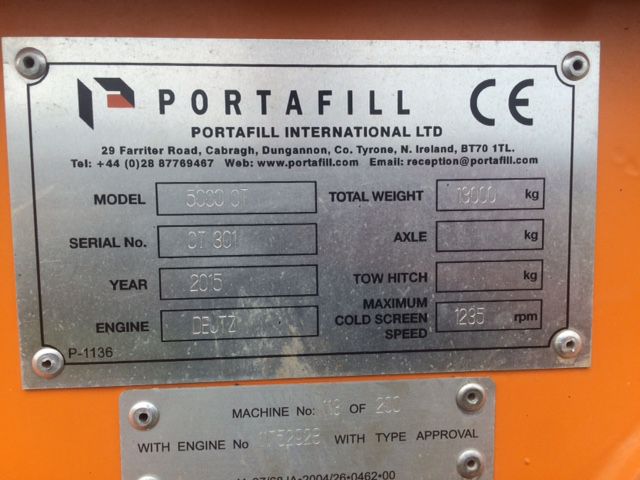 PORTAFILL CE
PORTAFILL INTERNATIONAL LTD
29 Farriter Road, Cabragh, Dungannon, Co. Tyrone, N. Ireland, BT70 1TL.
Tel: +44 (0)28 87769467 Web: www.portafill.com Email: reception@portafill.com
MODEL 5000 CT TOTAL WEIGHT 19000 kg
SERIAL No. CT 301 AXLE kg
YEAR 2015 TOW HITCH kg
ENGINE DEUTZ MAXIMUM COLD SCREEN SPEED 1235 rpm
P-1136
MACHINE No: 113 OF 250
WITH ENGINE No WITH TYPE APPROVAL